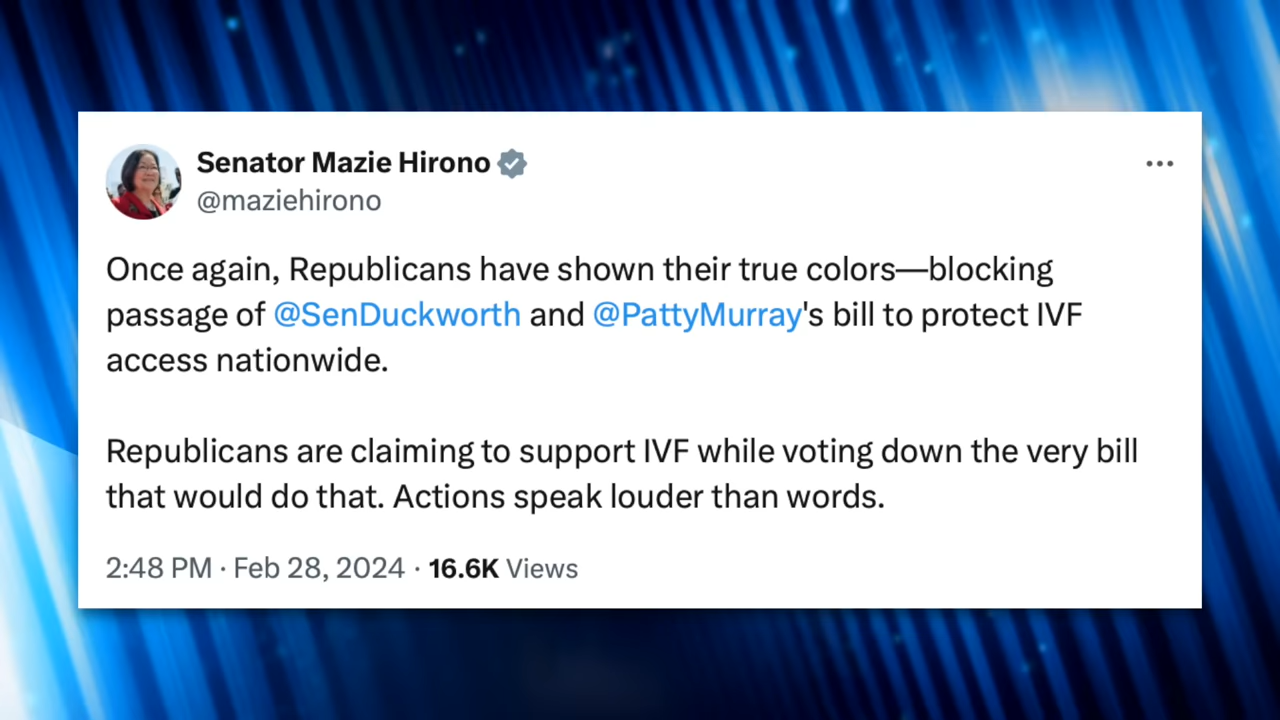 Senator Mazie Hirono
@maziehirono
Once again, Republicans have shown their true colors—blocking
passage of @SenDuckworth and @PattyMurray's bill to protect IVF
access nationwide.
Republicans are claiming to support IVF while voting down the very bill
that would do that. Actions speak louder than words.
2:48 PM · Feb 28, 2024 · 16.6K Views